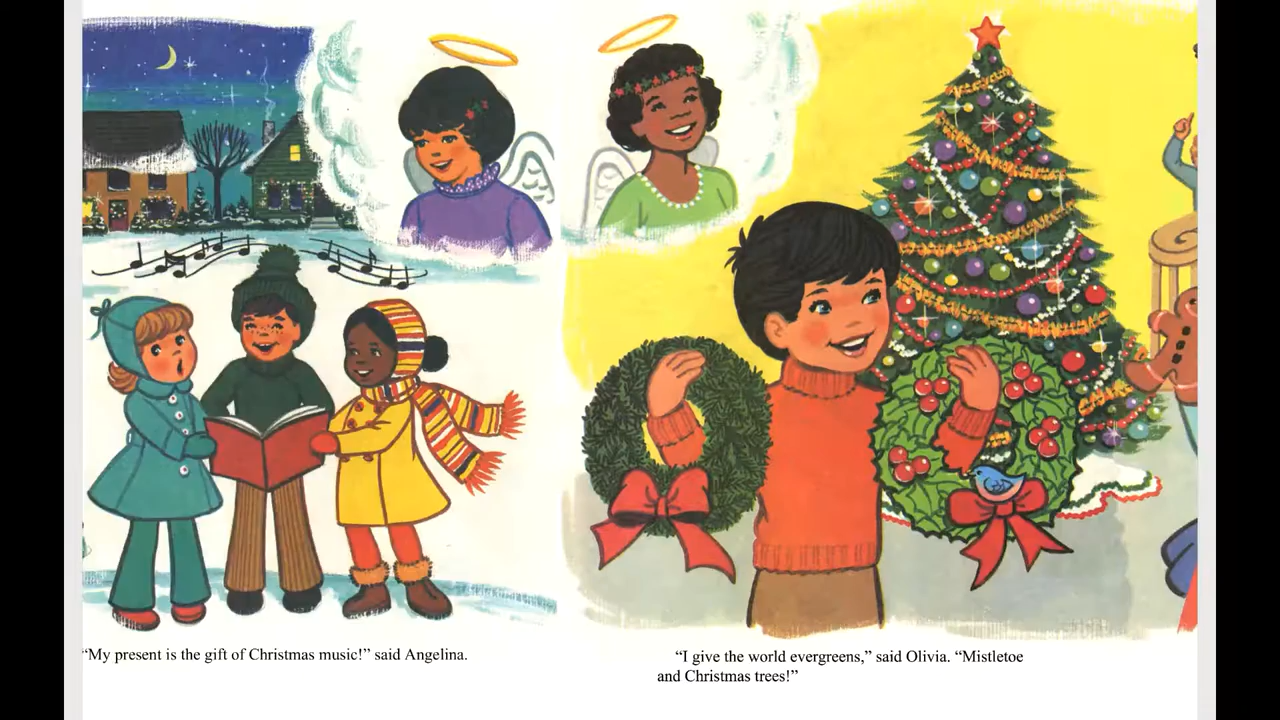 “My present is the gift of Christmas music!” said Angelina.
“I give the world evergreens,” said Olivia. “Mistletoe
and Christmas trees!”